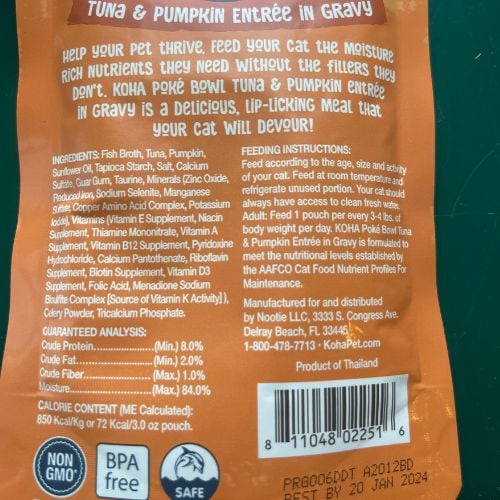 TUNA & PUMPKIN ENTRÉE IN GRAVY
HELP YOUR PET THRIVE, FEED YOUR CAT THE MOISTURE
RICH NUTRIENTS THEY NEED WITHOUT THE FILLERS THEY
DON'T. KOHA POKÉ BOWL TUNA & PUMPKIN ENTRÉE
IN GRAVY IS A DELICIOUS, LIP-LICKING MEAL THAT
YOUR CAT WILL DEVOUR!
INGREDIENTS: Fish Broth, Tuna, Pumpkin,
Sunflower Oil, Tapioca Starch, Salt, Calcium
Sulfate, Guar Gum, Taurine, Minerals (Zinc Oxide,
Reduced Iron, Sodium Selenite, Manganese
Sulfate, Copper Amino Acid Complex, Potassium
Iodide), Vitamins (Vitamin E Supplement, Niacin
Supplement, Thiamine Mononitrate, Vitamin A
Supplement, Vitamin B12 Supplement, Pyridoxine
Hydrochloride, Calcium Pantothenate, Riboflavin
Supplement, Biotin Supplement, Vitamin D3
Supplement, Folic Acid, Menadione Sodium
Bisulfite Complex [Source of Vitamin K Activity] ),
Celery Powder, Tricalcium Phosphate.
GUARANTEED ANALYSIS:
Crude Protein...................(Min.) 8.0%
Crude Fat.........................(Min.) 2.0%
Crude Fiber......................(Max.) 1.0%
Moisture..........................(Max.) 84.0%
CALORIE CONTENT (ME Calculated):
850 Kcal/Kg or 72 Kcal/3.0 oz pouch.
NON
GMO
BPA
free
SAFE
FEEDING INSTRUCTIONS:
Feed according to the age, size and activity
of your cat. Feed at room temperature and
refrigerate unused portion. Your cat should
always have access to clean fresh water.
Adult: Feed 1 pouch per every 3-4 lbs. of
body weight per day. KOHA Poké Bowl Tuna
& Pumpkin Entrée in Gravy is formulated to
meet the nutritional levels established by
the AAFCO Cat Food Nutrient Profiles For
Maintenance.
Manufactured for and distributed
by Nootie LLC, 3333 S. Congress Ave.
Delray Beach, FL 33445
1-800-478-7713 • KohaPet.com
Product of Thailand
8 11048 02251 6
PRG006DDT A2012BD
BEST BY 20 JAN 2024